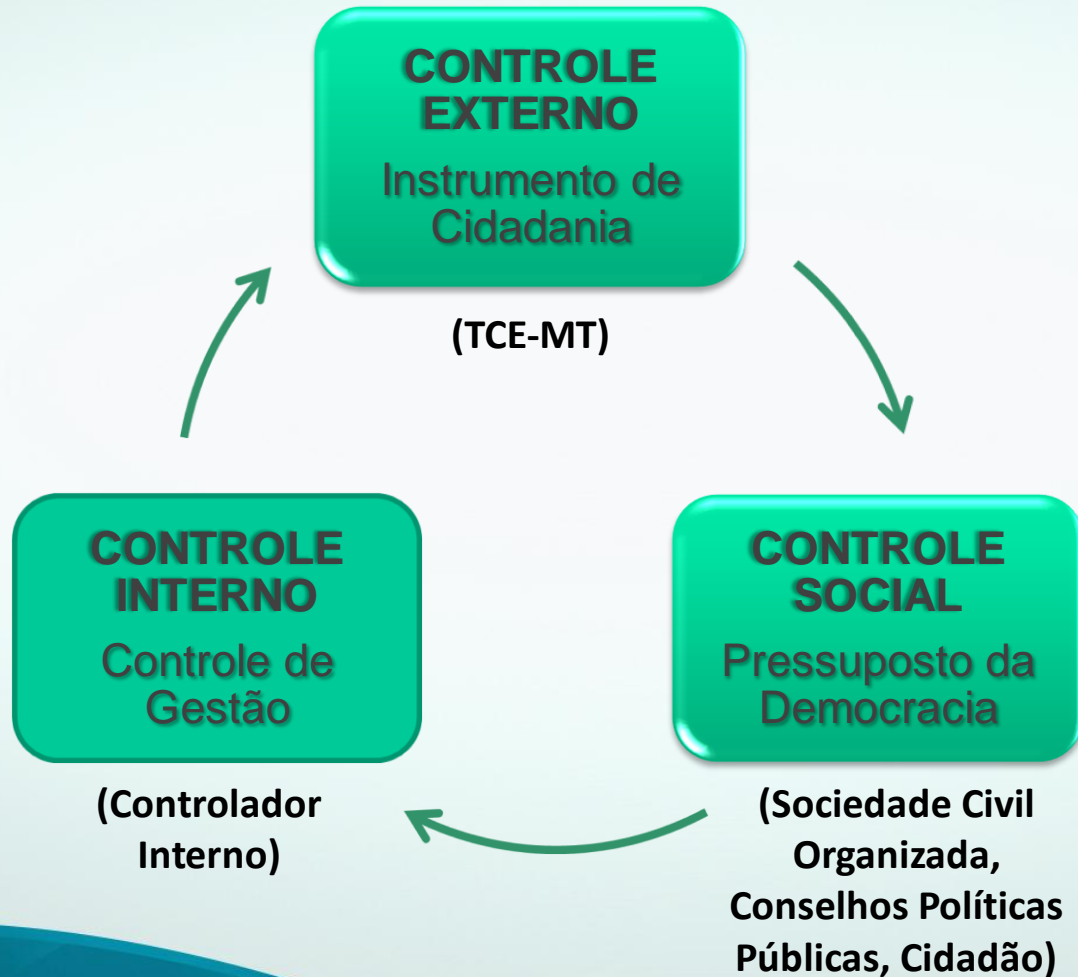 CONTROLE
EXTERNO
Instrumento de
Cidadania
(TCE-MT)
CONTROLE
INTERNO
Controle de
Gestão
(Controlador
Interno)
CONTROLE
SOCIAL
Pressuposto da
Democracia
(Sociedade Civil
Organizada,
Conselhos Políticas
Públicas, Cidadão)